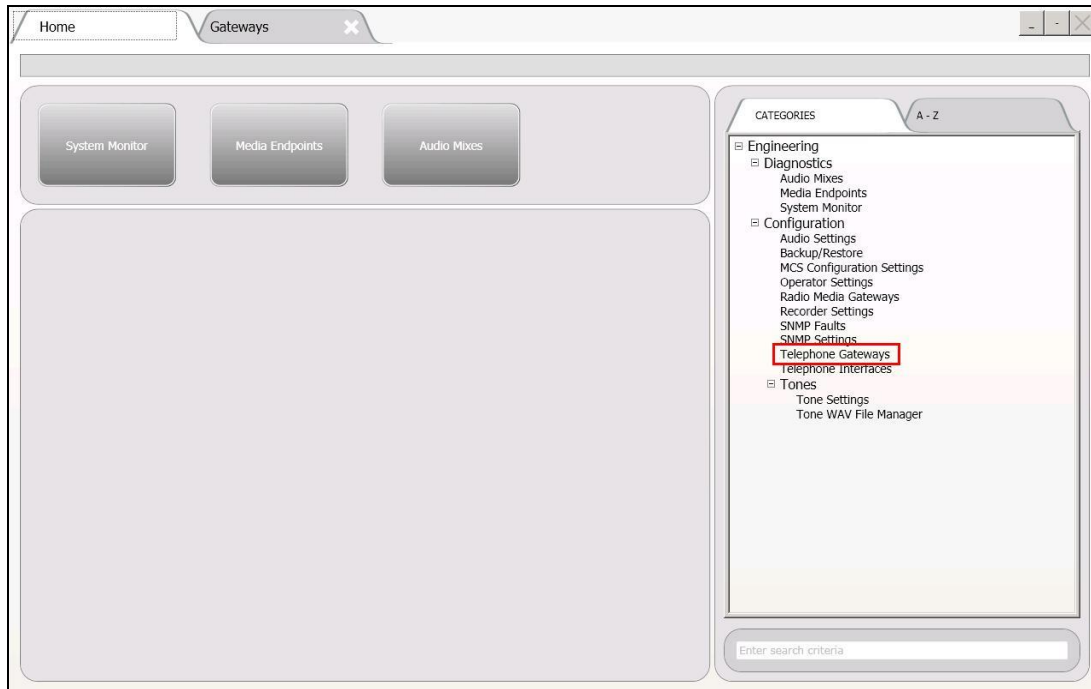 Home
Gateways
System Monitor
Media Endpoints
Audio Mixes
CATEGORIES
A - Z
Engineering
Diagnostics
Audio Mixes
Media Endpoints
System Monitor
Configuration
Audio Settings
Backup/Restore
MCS Configuration Settings
Operator Settings
Radio Media Gateways
Recorder Settings
SNMP Faults
SNMP Settings
Telephone Gateways
Telephone Interfaces
Tones
Tone Settings
Tone WAV File Manager
Enter search criteria